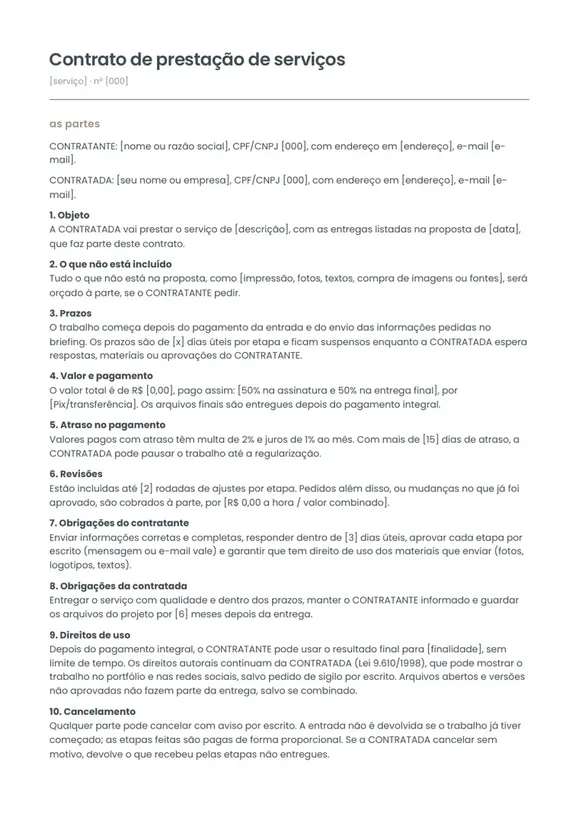 Contrato de prestação de serviços
[serviço] · nº [000]
as partes
CONTRATANTE: [nome ou razão social], CPF/CNPJ [000], com endereço em [endereço], e-mail [e-
mail].
CONTRATADA: [seu nome ou empresa], CPF/CNPJ [000], com endereço em [endereço], e-mail [e-
mail].
1. Objeto
A CONTRATADA vai prestar o serviço de [descrição], com as entregas listadas na proposta de [data],
que faz parte deste contrato.
2. O que não está incluído
Tudo o que não está na proposta, como [impressão, fotos, textos, compra de imagens ou fontes], será
orçado à parte, se o CONTRATANTE pedir.
3. Prazos
O trabalho começa depois do pagamento da entrada e do envio das informações pedidas no
briefing. Os prazos são de [x] dias úteis por etapa e ficam suspensos enquanto a CONTRATADA espera
respostas, materiais ou aprovações do CONTRATANTE.
4. Valor e pagamento
O valor total é de R$ [0,00], pago assim: [50% na assinatura e 50% na entrega final], por
[Pix/transferência]. Os arquivos finais são entregues depois do pagamento integral.
5. Atraso no pagamento
Valores pagos com atraso têm multa de 2% e juros de 1% ao mês. Com mais de [15] dias de atraso, a
CONTRATADA pode pausar o trabalho até a regularização.
6. Revisões
Estão incluídas até [2] rodadas de ajustes por etapa. Pedidos além disso, ou mudanças no que já foi
aprovado, são cobrados à parte, por [R$ 0,00 a hora / valor combinado].
7. Obrigações do contratante
Enviar informações corretas e completas, responder dentro de [3] dias úteis, aprovar cada etapa por
escrito (mensagem ou e-mail vale) e garantir que tem direito de uso dos materiais que enviar (fotos,
logotipos, textos).
8. Obrigações da contratada
Entregar o serviço com qualidade e dentro dos prazos, manter o CONTRATANTE informado e guardar
os arquivos do projeto por [6] meses depois da entrega.
9. Direitos de uso
Depois do pagamento integral, o CONTRATANTE pode usar o resultado final para [finalidade], sem
limite de tempo. Os direitos autorais continuam da CONTRATADA (Lei 9.610/1998), que pode mostrar o
trabalho no portfólio e nas redes sociais, salvo pedido de sigilo por escrito. Arquivos abertos e versões
não aprovadas não fazem parte da entrega, salvo se combinado.
10. Cancelamento
Qualquer parte pode cancelar com aviso por escrito. A entrada não é devolvida se o trabalho já tiver
começado; as etapas feitas são pagas de forma proporcional. Se a CONTRATADA cancelar sem
motivo, devolve o que recebeu pelas etapas não entregues.